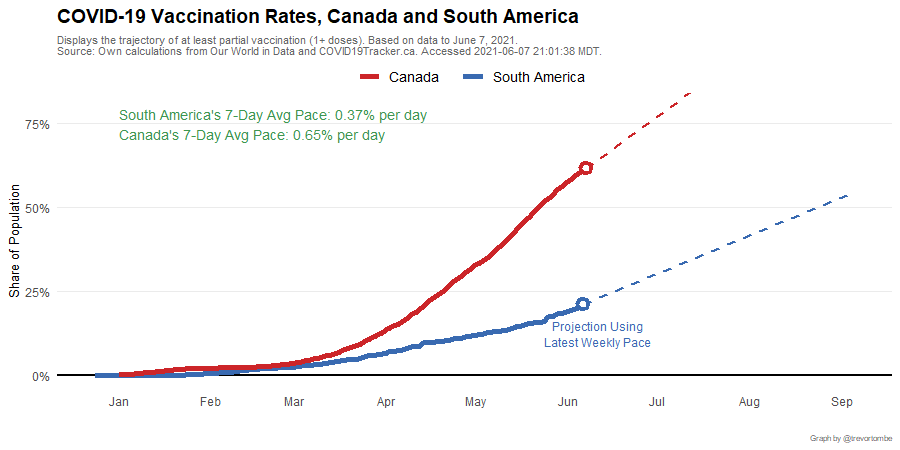 COVID-19 Vaccination Rates, Canada and South America
Displays the trajectory of at least partial vaccination (1+ doses). Based on data to June 7, 2021.
Source: Own calculations from Our World in Data and COVID19Tracker.ca. Accessed 2021-06-07 21:01:38 MDT.
Canada South America
South America's 7-Day Avg Pace: 0.37% per day
Canada's 7-Day Avg Pace: 0.65% per day
75%
50%
25%
0%
Share of Population
Projection Using
Latest Weekly Pace
Jan Feb Mar Apr May Jun Jul Aug Sep
Graph by @trevortombe